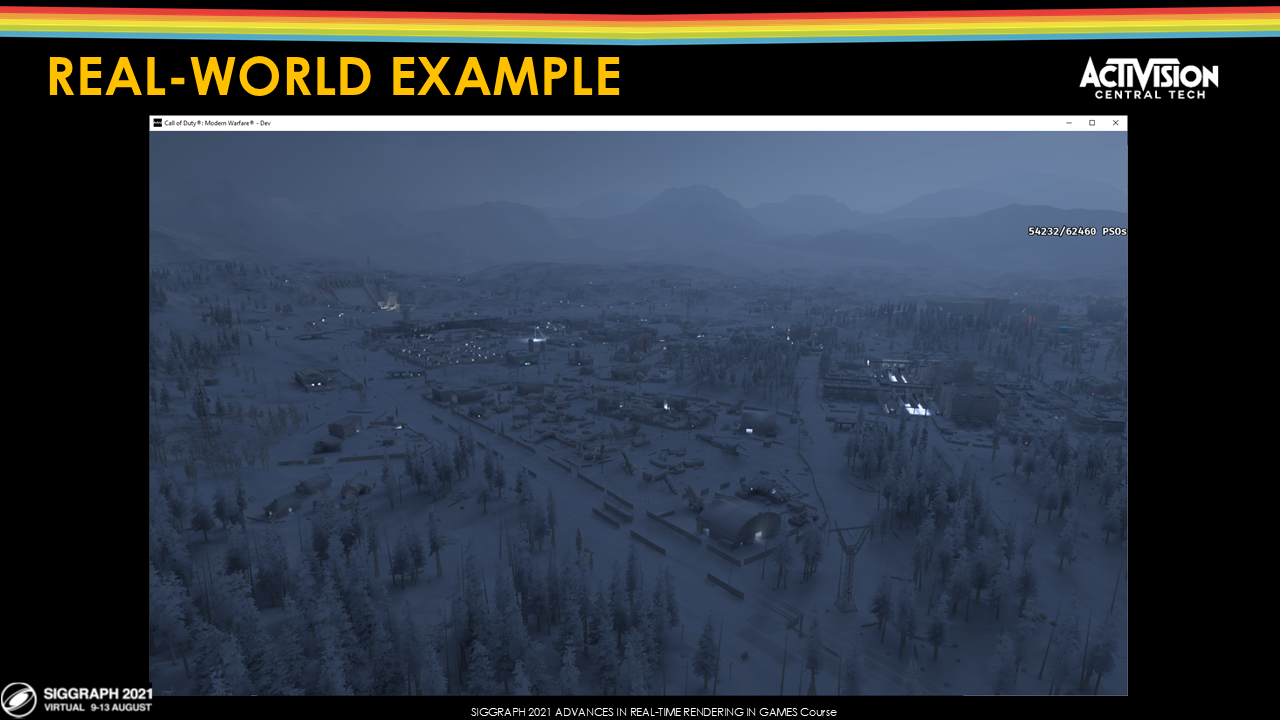 REAL-WORLD EXAMPLE
ACTIVISION
CENTRAL TECH
Call of Duty®: Modern Warfare® - Dev
54232/62460 PSOs
SIGGRAPH 2021
VIRTUAL 9-13 AUGUST
SIGGRAPH 2021 ADVANCES IN REAL-TIME RENDERING IN GAMES Course